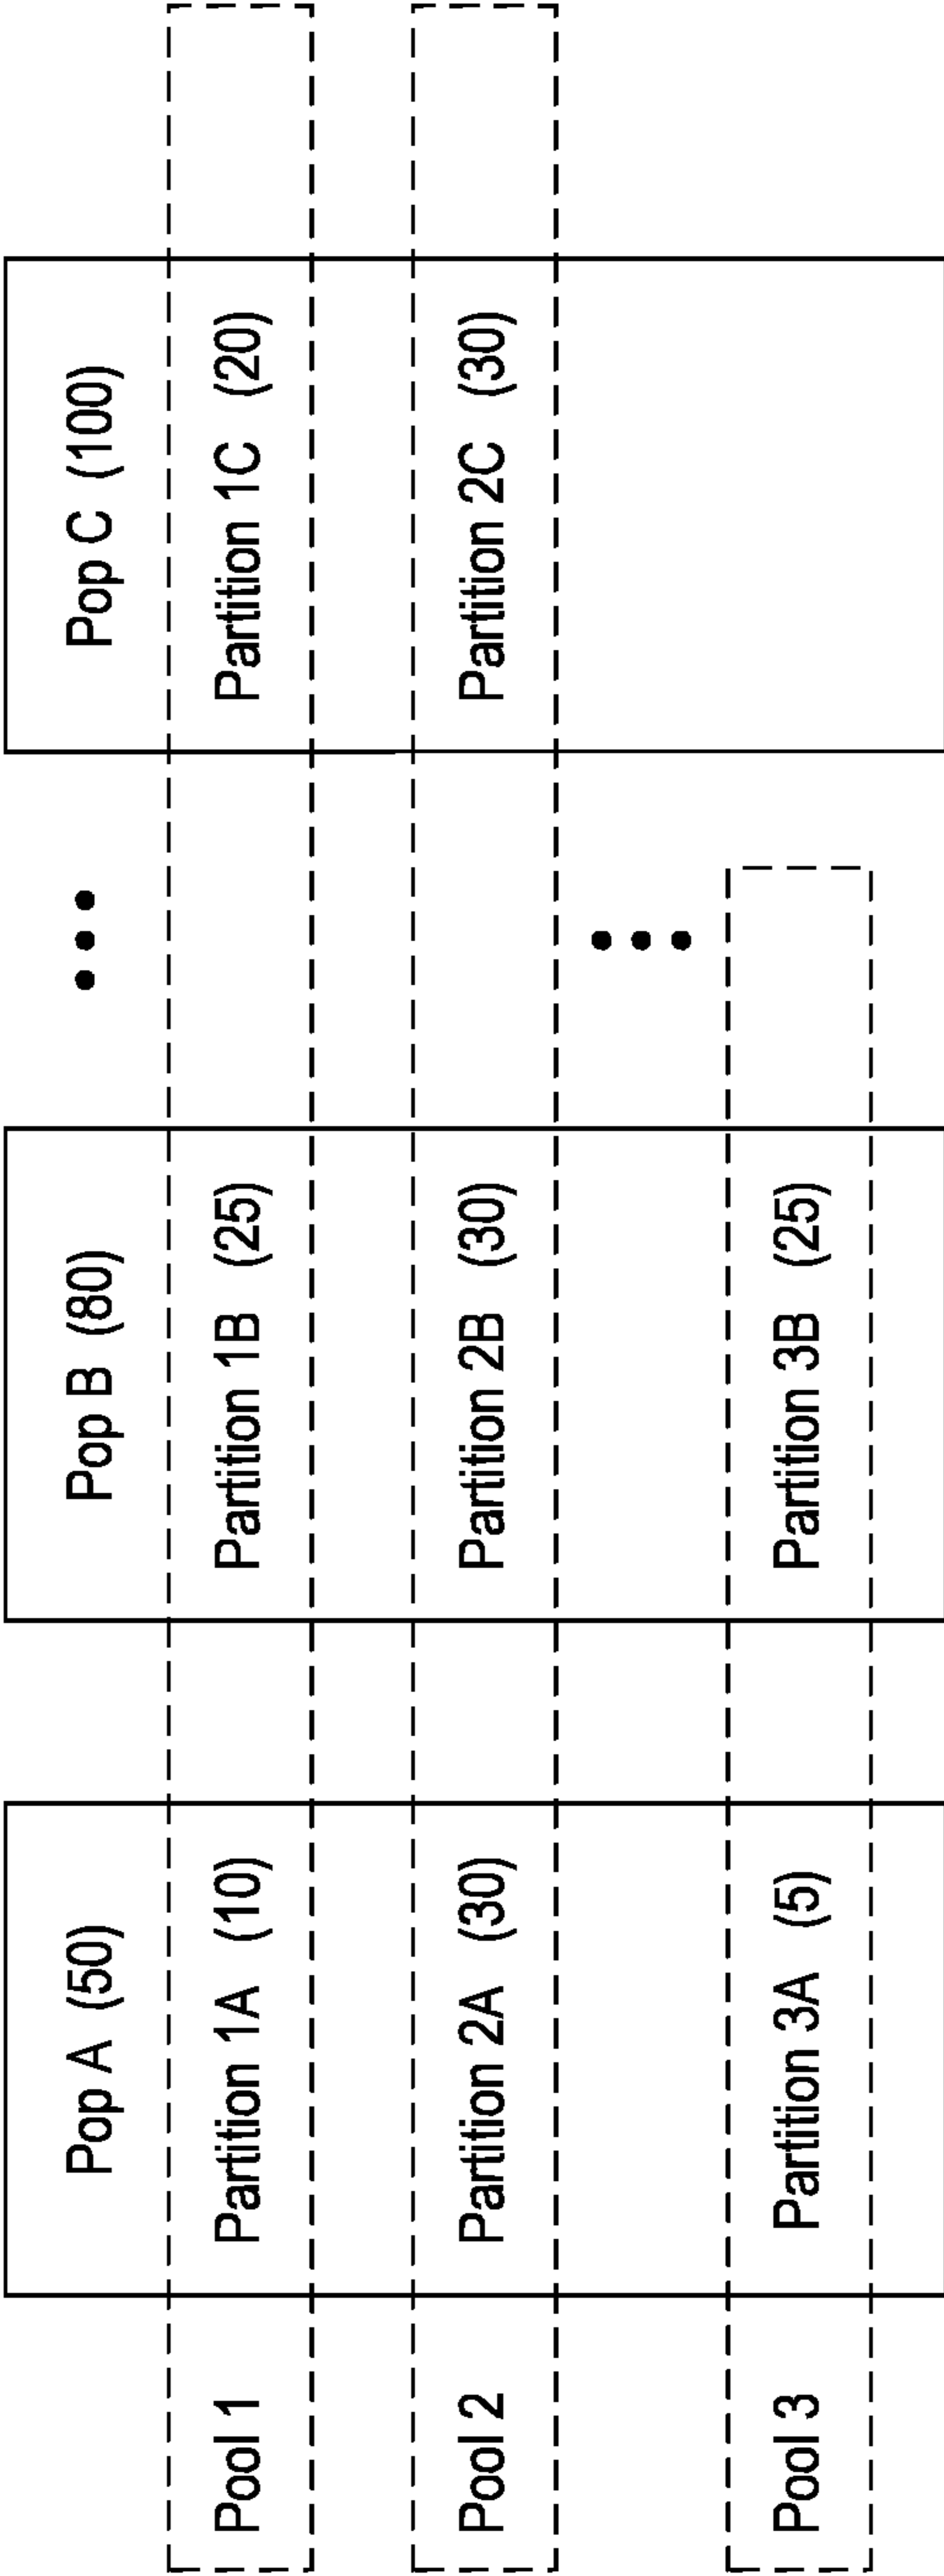 Pop A (50)
Pop B (80)
Pop C (100)
Pool 1
Partition 1A (10)
Partition 1B (25)
Partition 1C (20)
Pool 2
Partition 2A (30)
Partition 2B (30)
Partition 2C (30)
Pool 3
Partition 3A (5)
Partition 3B (25)